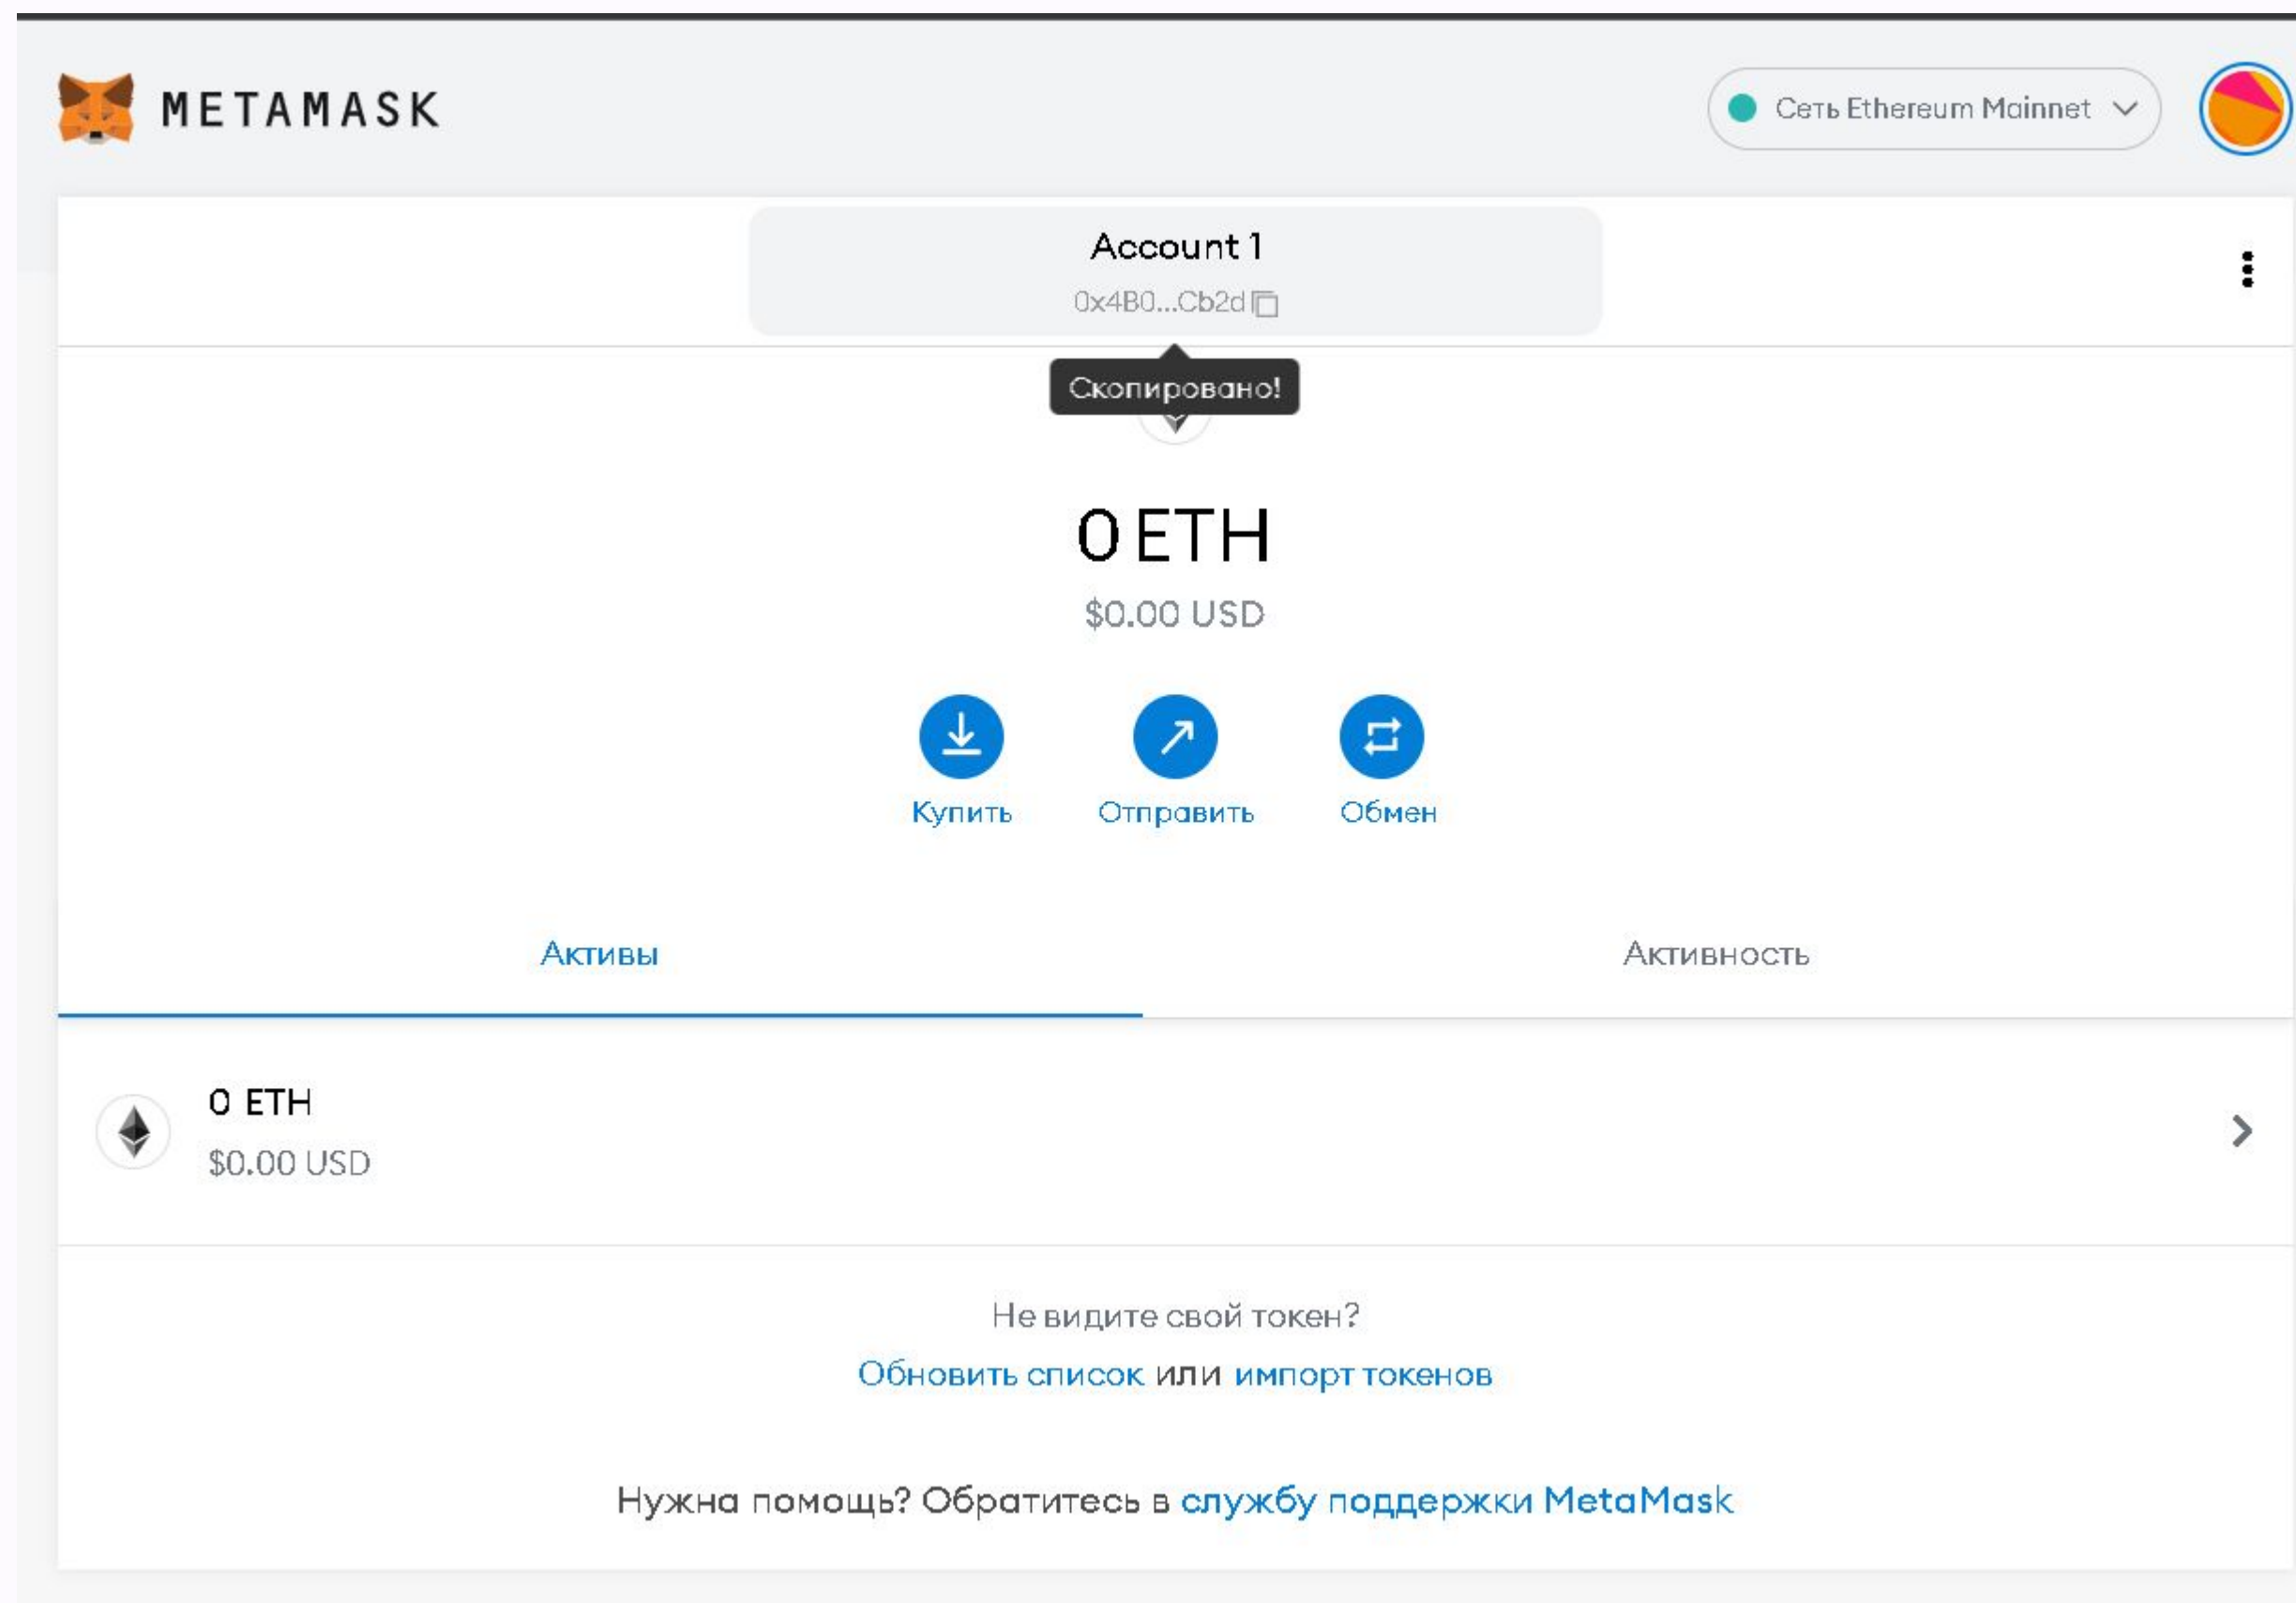 METAMASK
Сеть Ethereum Mainnet
Account 1
0x4B0...Cb2d
Скопировано!
0 ETH
$0.00 USD
Купить
Отправить
Обмен
Активы
Активность
0 ETH
$0.00 USD
Не видите свой токен?
Обновить список или импорт токенов
Нужна помощь? Обратитесь в службу поддержки MetaMask